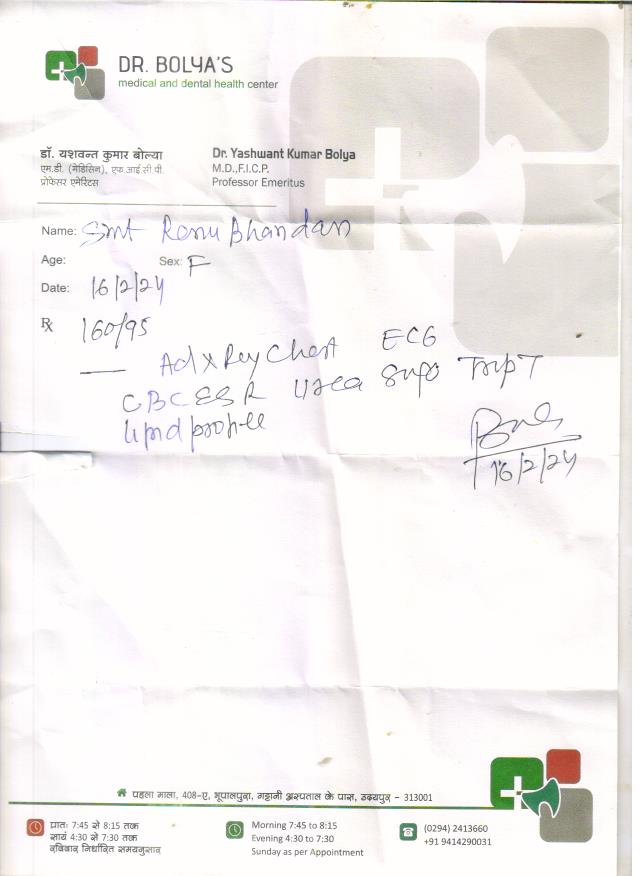 DR. BOLYA'S
medical and dental health center
डॉ. यशवन्त कुमार बोल्या
एम.डी. (मेडिसिन), एफ.आई.सी.पी.
प्रोफेसर एमेरिटस
Dr. Yashwant Kumar Bolya
M.D.,F.I.C.P.
Professor Emeritus
Name: Smt Renu Bhandari
Age: Sex: F
Date: 16/2/24
Rx 160/95
Ad X Ray Chest ECG
CBC ESR Urea Trop T
Lipid profile
16/2/24
पहला माला, 408-ए, भूपालपुरा, गट्टानी अस्पताल के पास, उदयपुर - 313001
प्रातः 7:45 से 8:15 तक
सायं 4:30 से 7:30 तक
रविवार निर्धारित समयनुसार
Morning 7:45 to 8:15
Evening 4:30 to 7:30
Sunday as per Appointment
(0294) 2413660
+91 9414290031